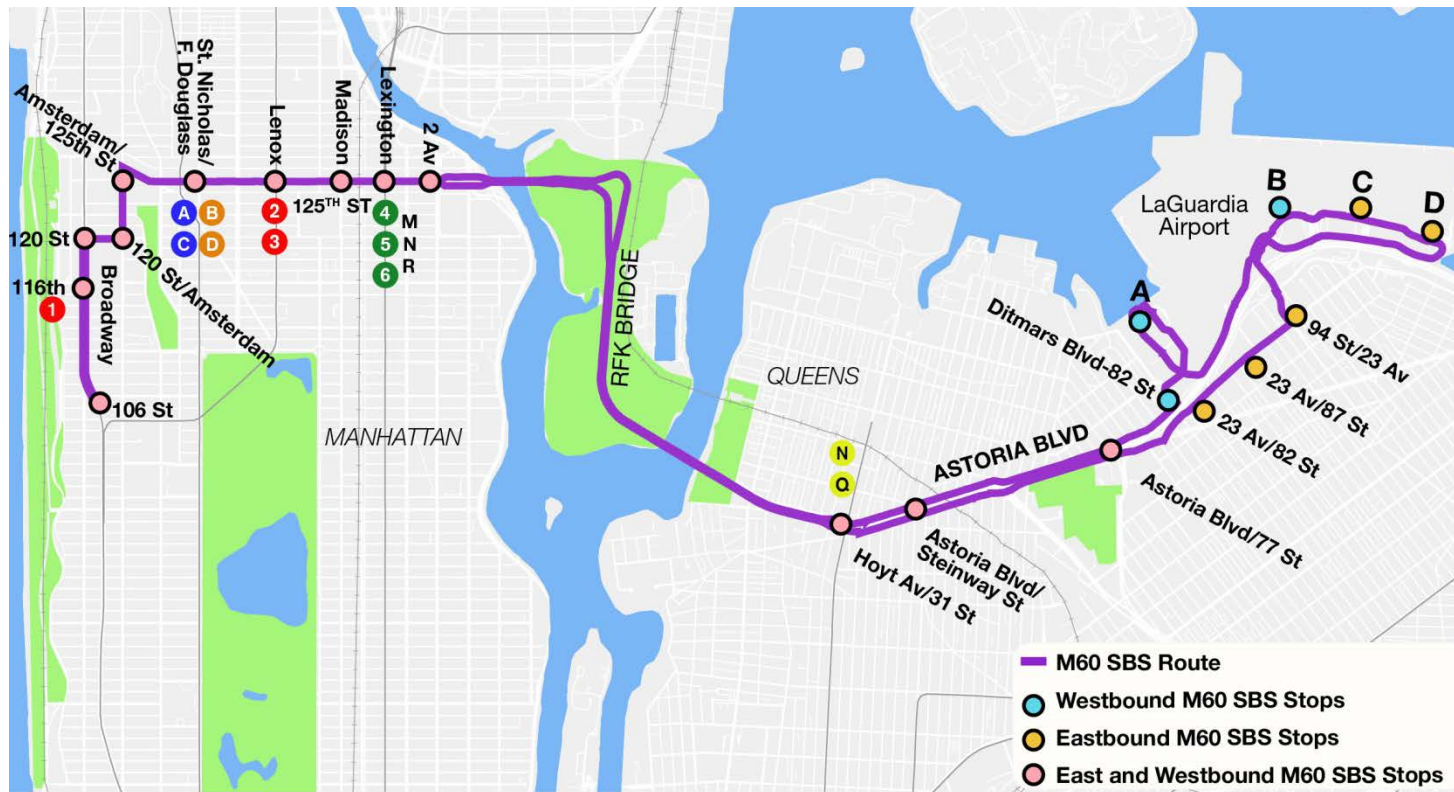 Amsterdam/
125th St
St. Nicholas/
F. Douglass
Lenox
Madison
Lexington
2 Av
125TH ST
A
B
C
D
2
3
4
5
6
M
N
R
120 St
120 St/Amsterdam
116th
1
Broadway
106 St
MANHATTAN
RFK BRIDGE
QUEENS
N
Q
Hoyt Av/31 St
Astoria Blvd/
Steinway St
ASTORIA BLVD
Astoria Blvd/77 St
Ditmars Blvd-82 St
23 Av/82 St
23 Av/87 St
94 St/23 Av
LaGuardia
Airport
A
B
C
D
M60 SBS Route
Westbound M60 SBS Stops
Eastbound M60 SBS Stops
East and Westbound M60 SBS Stops